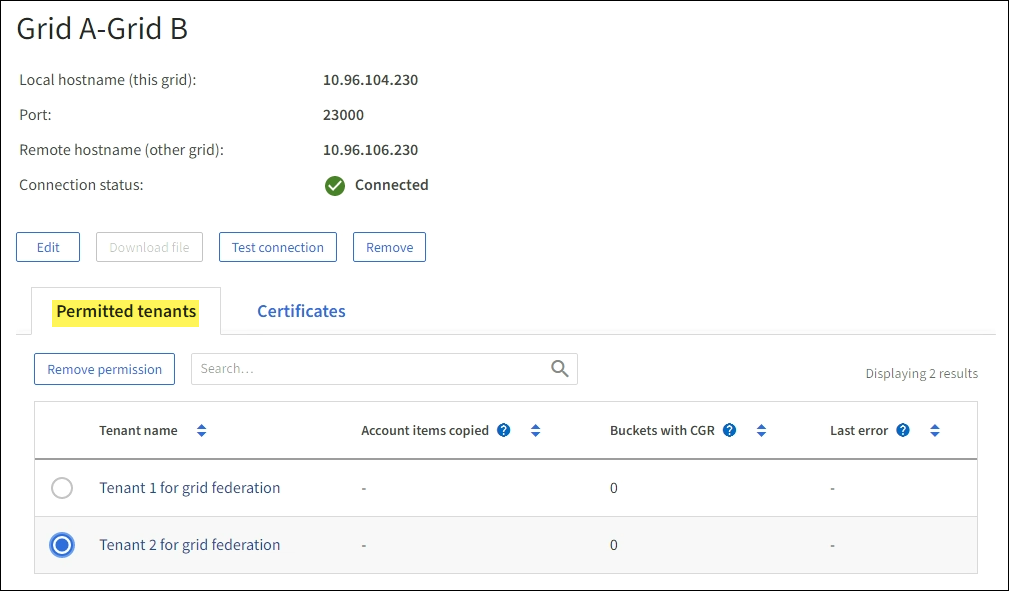 Grid A-Grid B
Local hostname (this grid): 10.96.104.230
Port: 23000
Remote hostname (other grid): 10.96.106.230
Connection status: Connected
Edit Download file Test connection Remove
Permitted tenants Certificates
Remove permission Search... Displaying 2 results
Tenant name Account items copied ? Buckets with CGR ? Last error ?
Tenant 1 for grid federation - 0 -
Tenant 2 for grid federation - 0 -